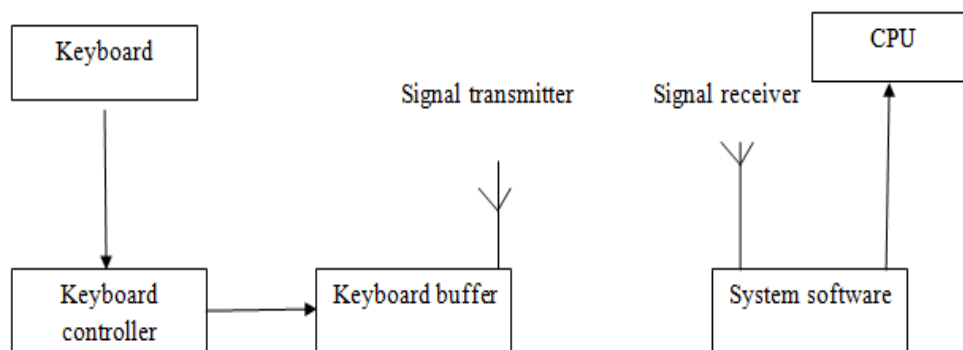 Keyboard
CPU
Signal transmitter
Signal receiver
Keyboard
controller
Keyboard buffer
System software